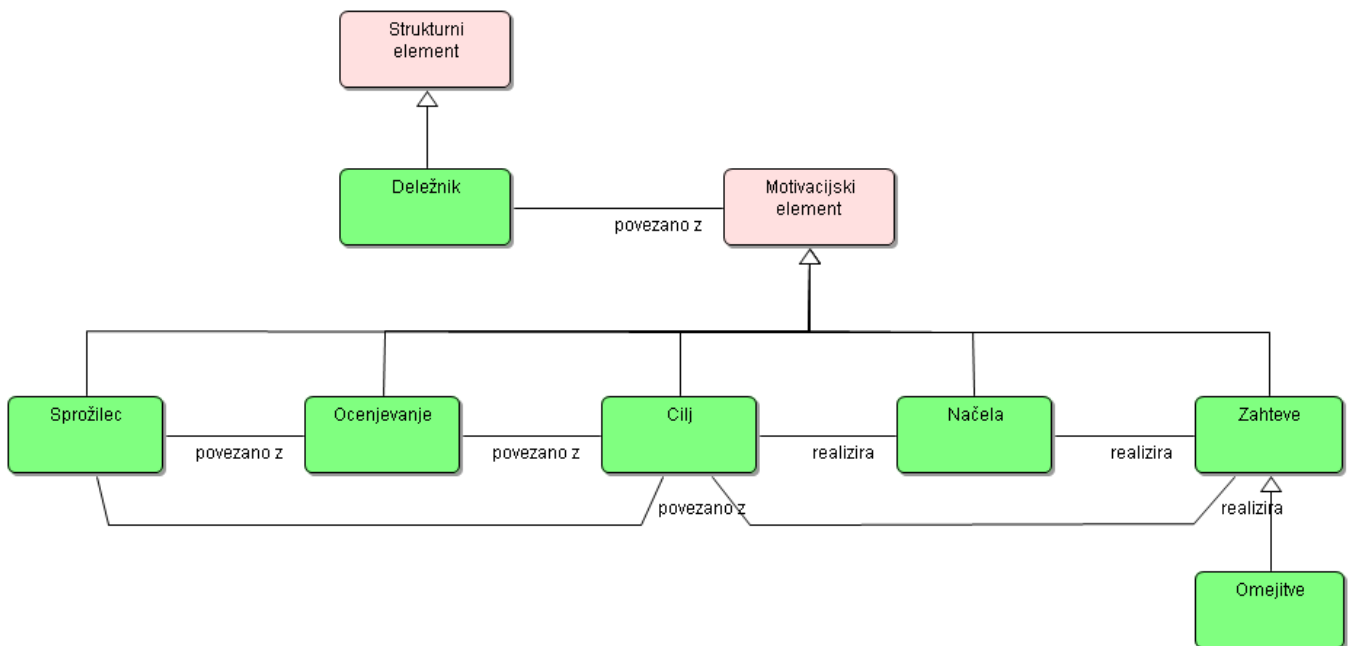 Strukturni
element
Deležnik
Motivacijski
element
povezano z
Sprožilec
Ocenjevanje
Cilj
Načela
Zahteve
povezano z
povezano z
realizira
realizira
povezano z
realizira
Omejitve